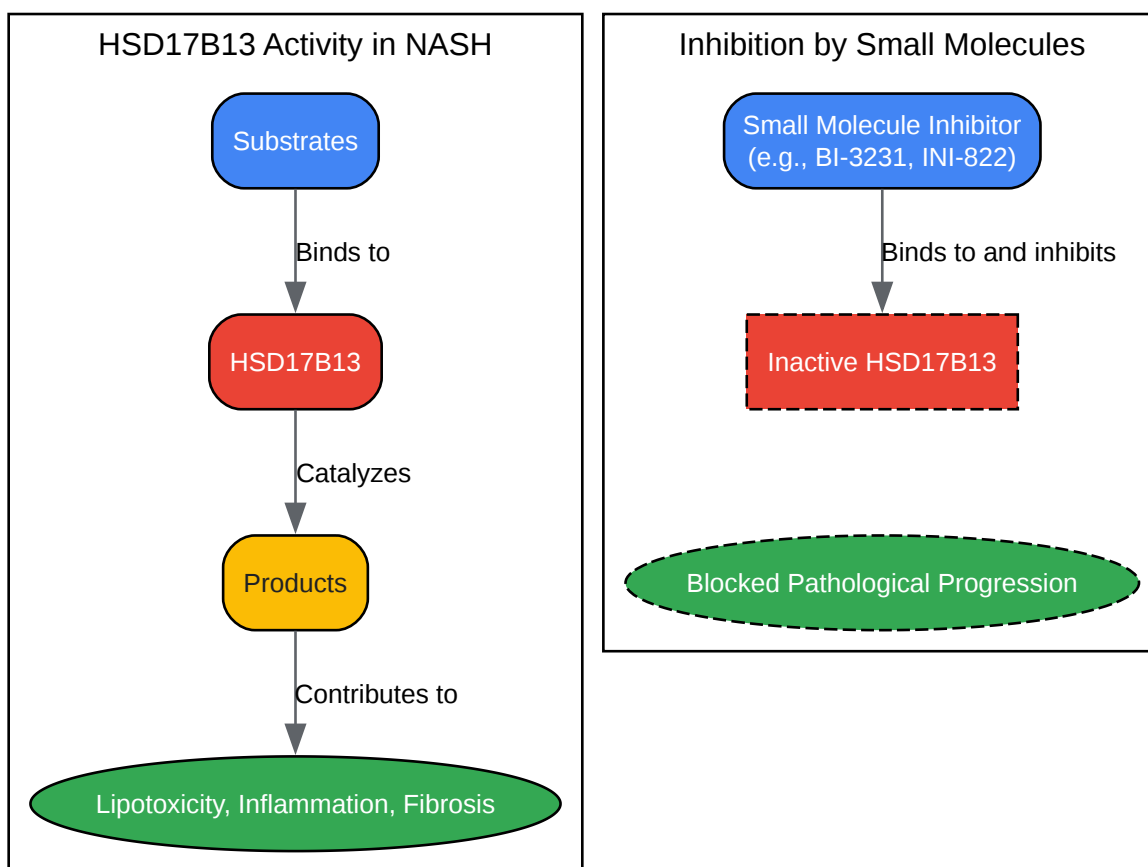 HSD17B13 Activity in NASH
Substrates
Binds to
HSD17B13
Catalyzes
Products
Contributes to
Lipotoxicity, Inflammation, Fibrosis
Inhibition by Small Molecules
Small Molecule Inhibitor
(e.g., BI-3231, INI-822)
Binds to and inhibits
Inactive HSD17B13
Blocked Pathological Progression